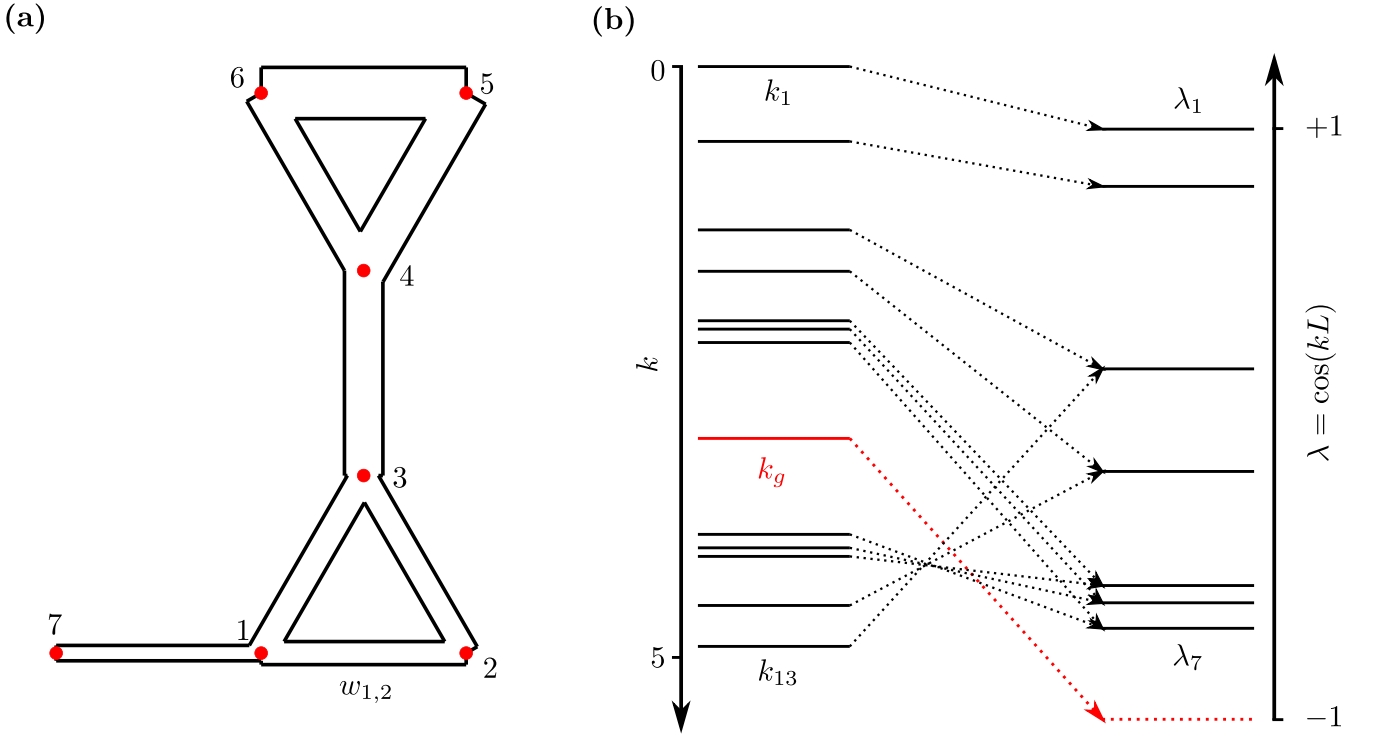 (a)
6
5
4
3
7
1
2
w1,2
(b)
0
k1
k
kg
5
k13
λ1
+1
λ = cos(kL)
λ7
−1